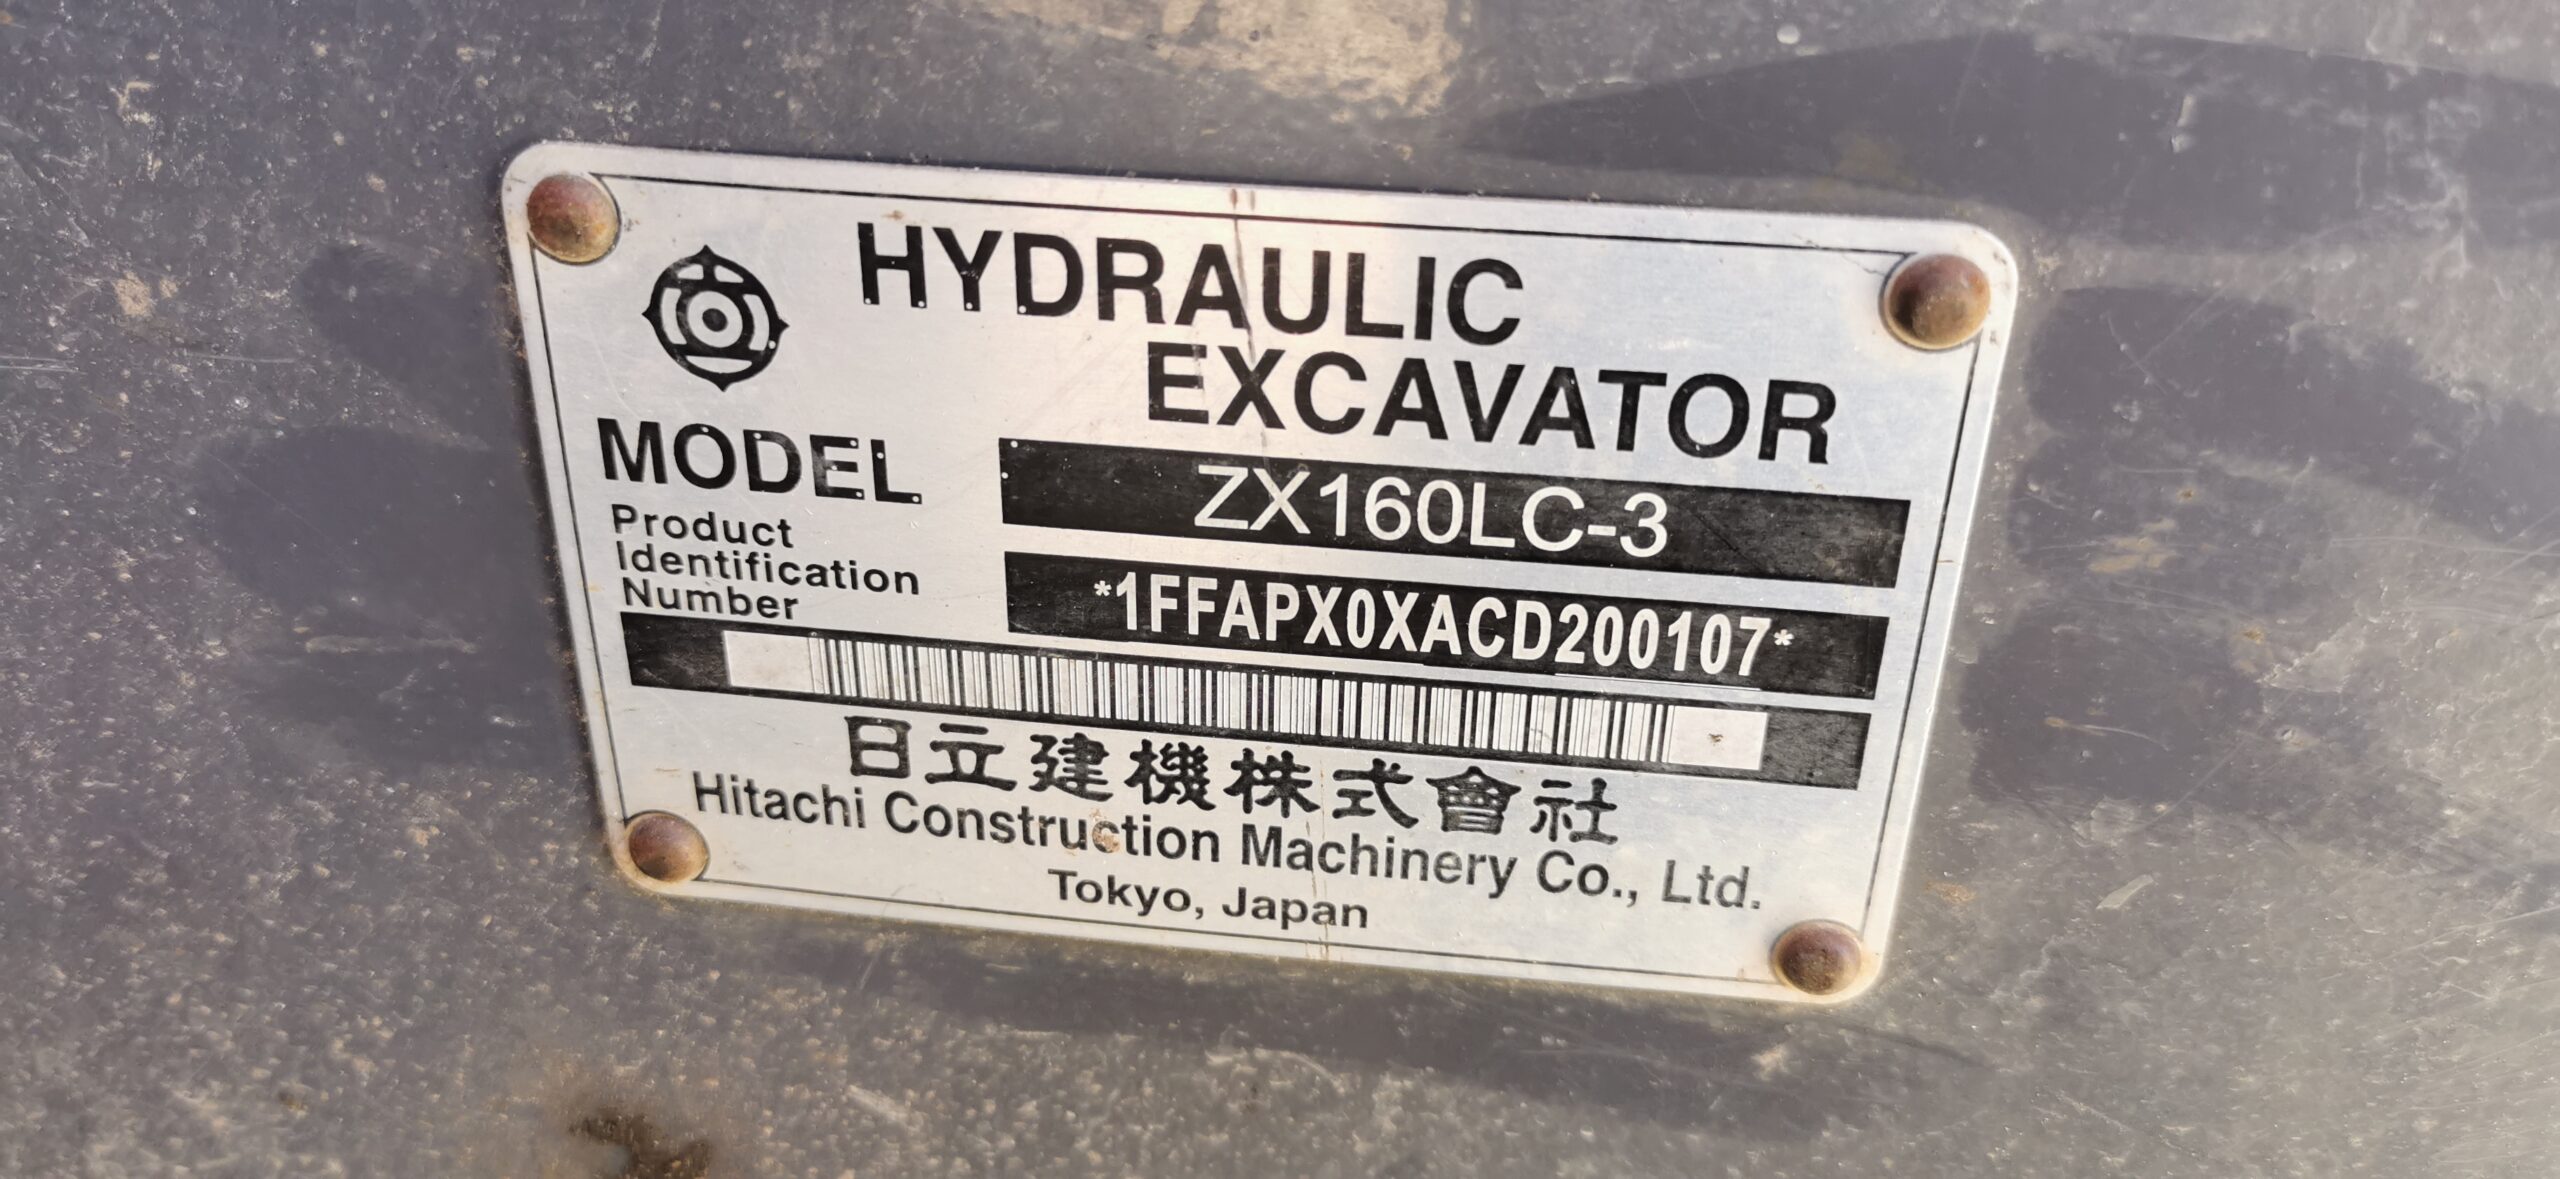 HYDRAULIC
EXCAVATOR
MODEL ZX160LC-3
Product
Identification
Number
*1FFAPX0XACD200107*
日立建機株式會社
Hitachi Construction Machinery Co., Ltd.
Tokyo, Japan